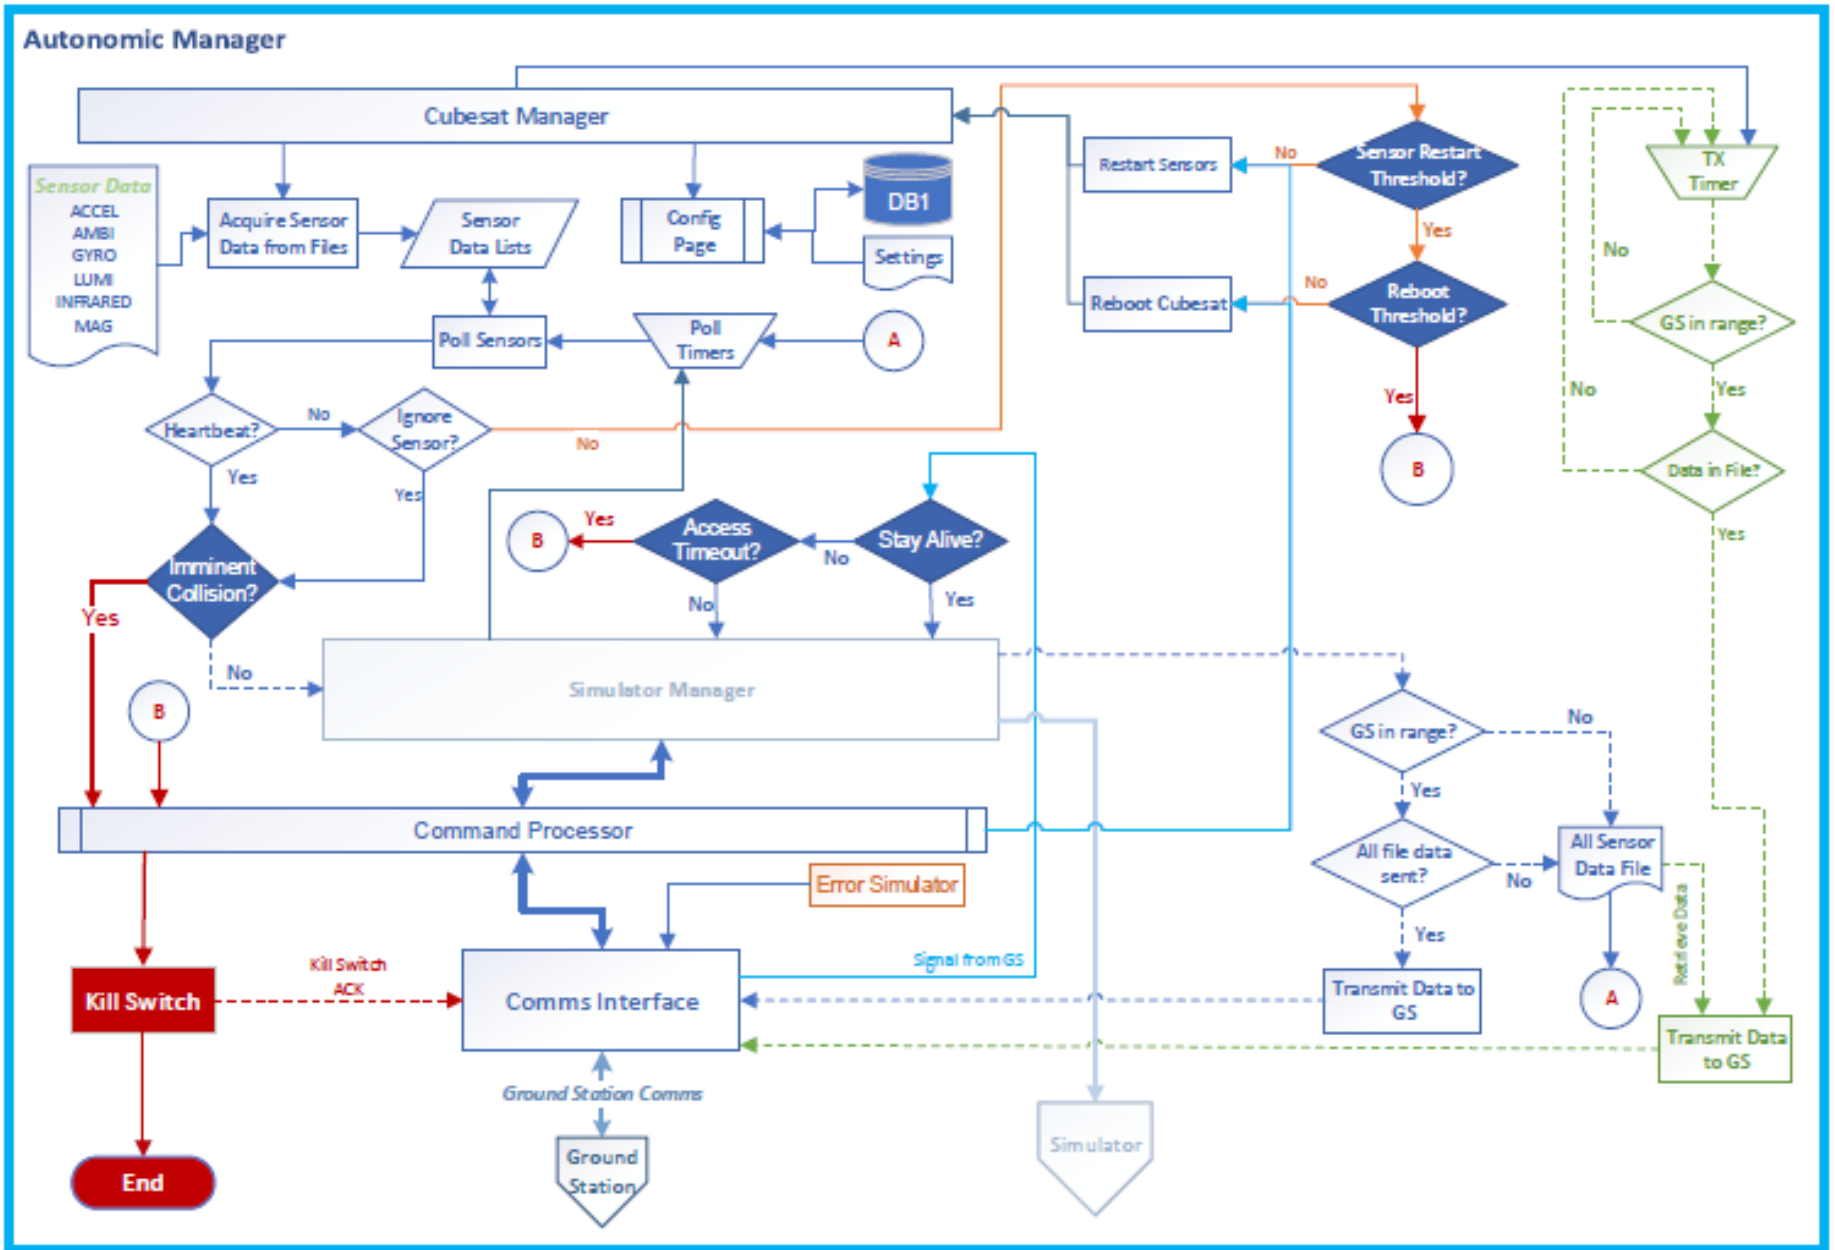 Autonomic Manager
Cubesat Manager
Sensor Data
ACCEL
AMBI
GYRO
LUMI
INFRARED
MAG
Acquire Sensor
Data from Files
Sensor
Data Lists
Config
Page
DB1
Settings
Restart Sensors
No
Sensor Restart
Threshold?
Yes
TX
Timer
No
Reboot Cubesat
No
Reboot
Threshold?
Yes
B
GS in range?
Yes
No
Data in File?
Yes
Poll Sensors
Poll
Timers
A
Heartbeat?
No
Ignore
Sensor?
No
Yes
Yes
B
Yes
Access
Timeout?
No
Stay Alive?
No
Yes
Imminent
Collision?
Yes
No
Simulator Manager
B
GS in range?
No
Yes
Command Processor
All file data
sent?
No
All Sensor
Data File
Yes
Retrieve Data
Error Simulator
Kill Switch
Kill Switch
ACK
Comms Interface
Signal from GS
Transmit Data to
GS
A
Transmit Data
to GS
Ground Station Comms
Ground
Station
Simulator
End